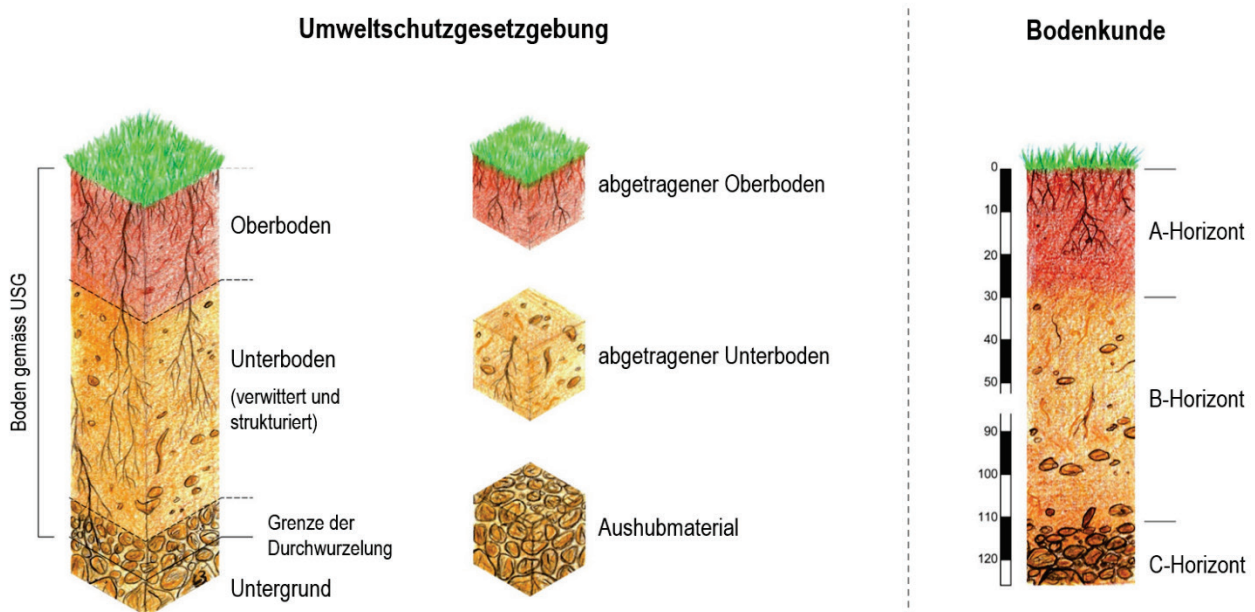 Umweltschutzgesetzgebung
Boden gemäss USG
Oberboden
Unterboden
(verwittert und
strukturiert)
Grenze der
Durchwurzelung
Untergrund
abgetragener Oberboden
abgetragener Unterboden
Aushubmaterial
Bodenkunde
0
10
20
30
40
50
90
100
110
120
A-Horizont
B-Horizont
C-Horizont